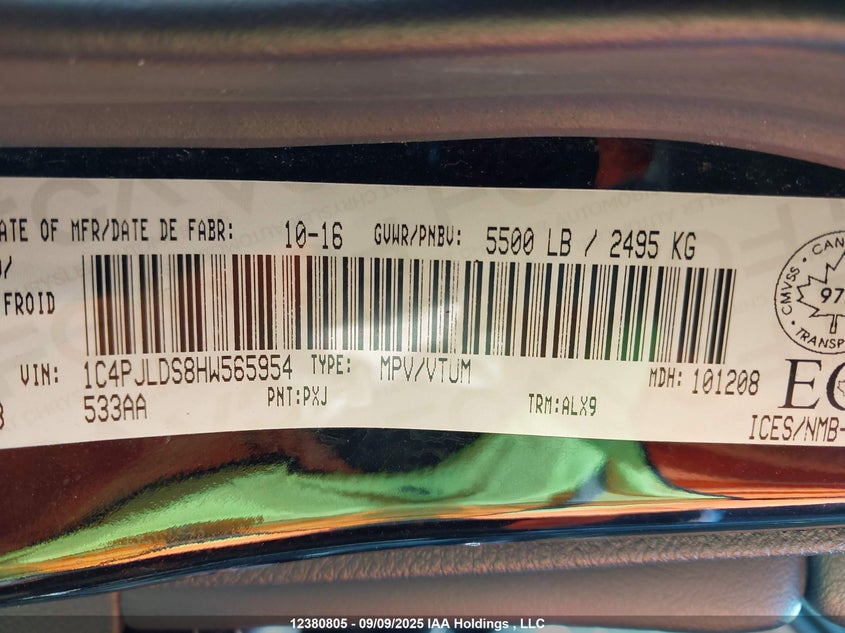 ATE OF MFR/DATE DE FABR: 10-16 GVWR/PNBV: 5500 LB / 2495 KG
FROID
VIN: 1C4PJLDS8HW565954 TYPE: MPV/VTUM MDH: 101208
533AA PNT:PXJ TRM:ALX9
ICES/NMB-
CMVSS
CAN
97
TRANSP
12380805 - 09/09/2025 IAA Holdings , LLC